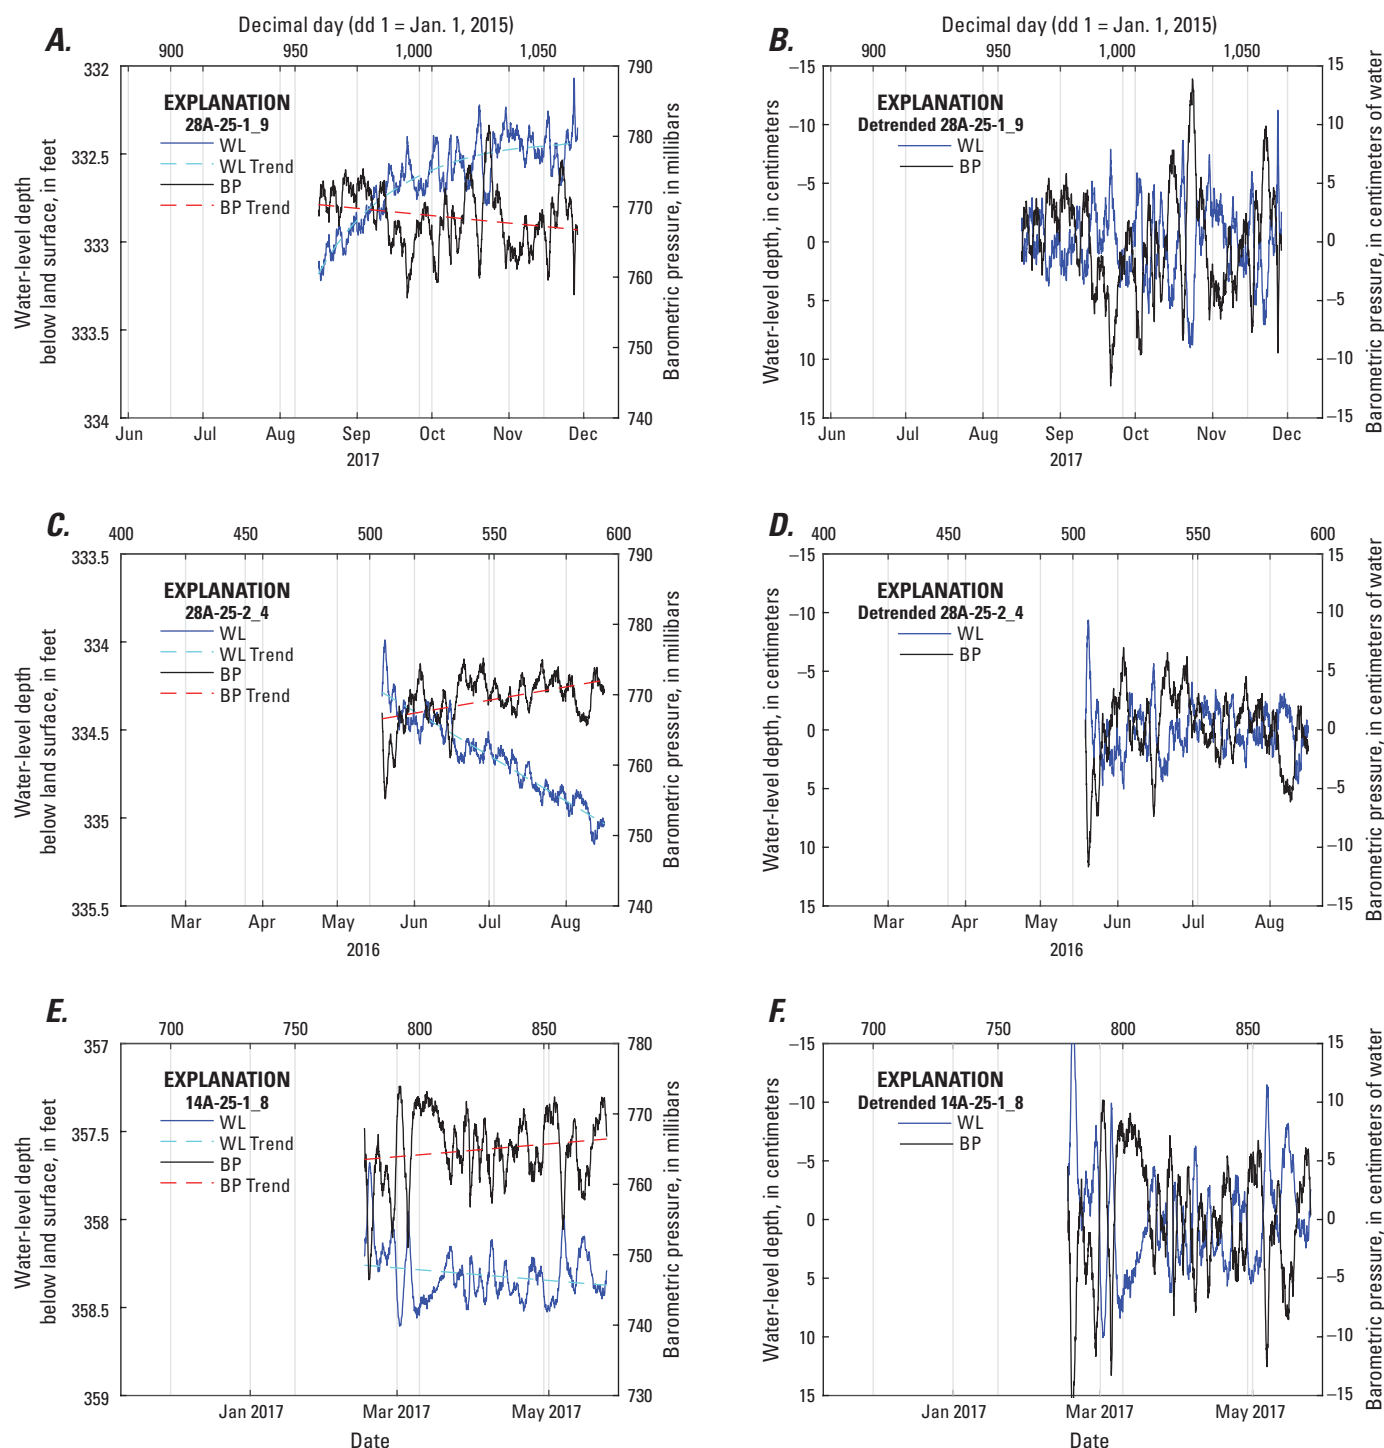 A.
Decimal day (dd 1 = Jan. 1, 2015)
900 950 1,000 1,050
332
332.5
333
333.5
334
Water-level depth
below land surface, in feet
EXPLANATION
28A-25-1_9
WL
WL Trend
BP
BP Trend
790
780
770
760
750
740
Barometric pressure, in millibars
Jun Jul Aug Sep Oct Nov Dec
2017
B.
Decimal day (dd 1 = Jan. 1, 2015)
900 950 1,000 1,050
–15
–10
–5
0
5
10
15
Water-level depth, in centimeters
EXPLANATION
Detrended 28A-25-1_9
WL
BP
15
10
5
0
–5
–10
–15
Barometric pressure, in centimeters of water
Jun Jul Aug Sep Oct Nov Dec
2017
C.
400 450 500 550 600
333.5
334
334.5
335
335.5
Water-level depth
below land surface, in feet
EXPLANATION
28A-25-2_4
WL
WL Trend
BP
BP Trend
790
780
770
760
750
740
Barometric pressure, in millibars
Mar Apr May Jun Jul Aug
2016
D.
400 450 500 550 600
–15
–10
–5
0
5
10
15
Water-level depth, in centimeters
EXPLANATION
Detrended 28A-25-2_4
WL
BP
15
10
5
0
–5
–10
–15
Barometric pressure, in centimeters of water
Mar Apr May Jun Jul Aug
2016
E.
700 750 800 850
357
357.5
358
358.5
359
Water-level depth
below land surface, in feet
EXPLANATION
14A-25-1_8
WL
WL Trend
BP
BP Trend
780
770
760
750
740
730
Barometric pressure, in millibars
Jan 2017 Mar 2017 May 2017
Date
F.
700 750 800 850
–15
–10
–5
0
5
10
15
Water-level depth, in centimeters
EXPLANATION
Detrended 14A-25-1_8
WL
BP
15
10
5
0
–5
–10
–15
Barometric pressure, in centimeters of water
Jan 2017 Mar 2017 May 2017
Date